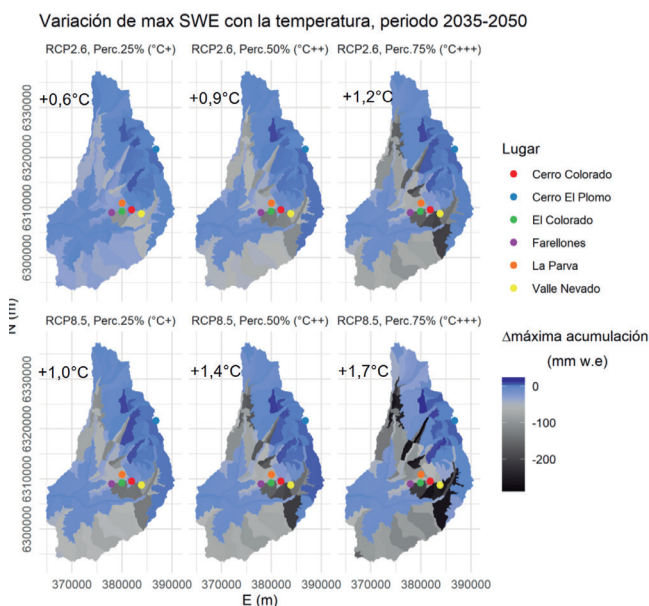 Variación de max SWE con la temperatura, periodo 2035-2050
RCP2.6, Perc.25% (°C+) RCP2.6, Perc.50% (°C++) RCP2.6, Perc.75% (°C+++)
+0,6°C +0,9°C +1,2°C
6330000
6320000
6310000
6300000
N (m)
RCP8.5, Perc.25% (°C+) RCP8.5, Perc.50% (°C++) RCP8.5, Perc.75% (°C+++)
+1,0°C +1,4°C +1,7°C
6330000
6320000
6310000
6300000
370000 380000 390000 370000 380000 390000 370000 380000 390000
E (m)
Lugar
Cerro Colorado
Cerro El Plomo
El Colorado
Farellones
La Parva
Valle Nevado
Δmáxima acumulación
(mm w.e)
0
-100
-200